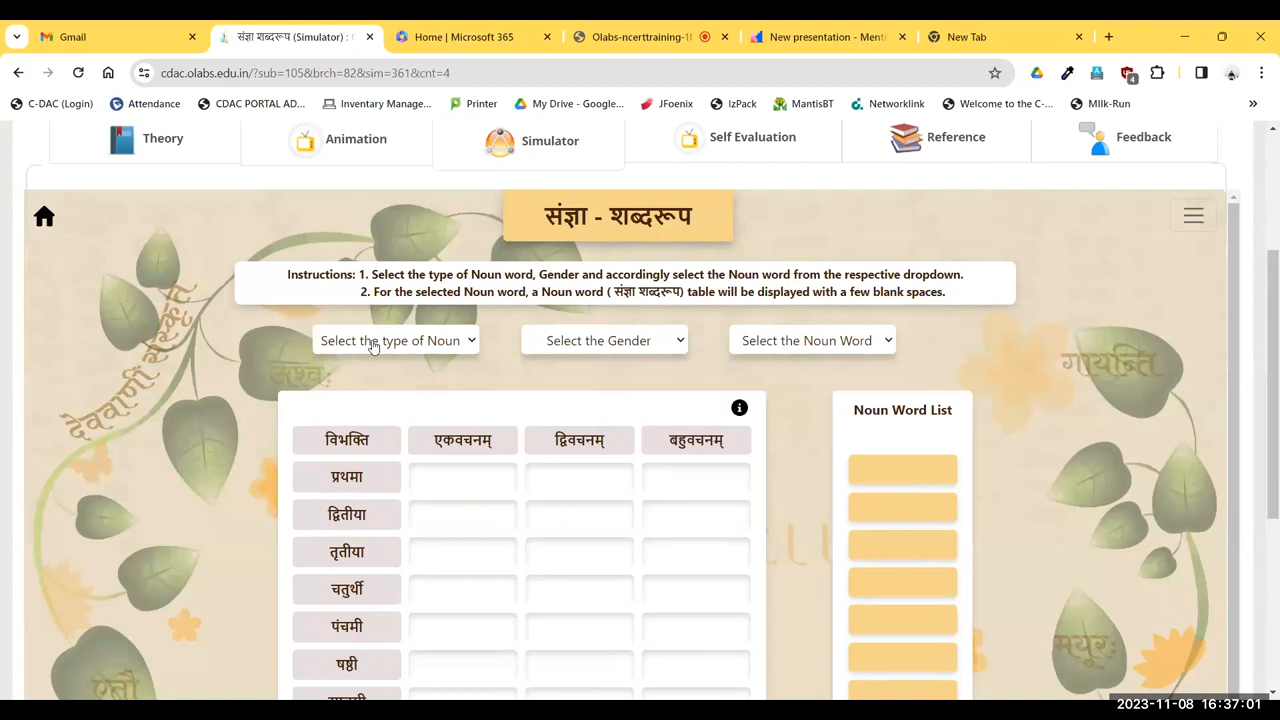 Gmail
संज्ञा शब्दरूप (Simulator) :
Home | Microsoft 365
Olabs-ncerttraining-1
New presentation - Menti
New Tab
cdac.olabs.edu.in/?sub=105&brch=82&sim=361&cnt=4
C-DAC (Login)
Attendance
CDAC PORTAL AD...
Inventary Manage...
Printer
My Drive - Google...
JFoenix
IzPack
MantisBT
Networklink
Welcome to the C-...
MIlk-Run
Theory
Animation
Simulator
Self Evaluation
Reference
Feedback
संज्ञा - शब्दरूप
Instructions: 1. Select the type of Noun word, Gender and accordingly select the Noun word from the respective dropdown.
2. For the selected Noun word, a Noun word ( संज्ञा शब्दरूप) table will be displayed with a few blank spaces.
Select the type of Noun
Select the Gender
Select the Noun Word
देववाणी संस्कृत
अश्वः
गायन्ति
Noun Word List
विभक्ति एकवचनम् द्विवचनम् बहुवचनम्
प्रथमा
द्वितीया
तृतीया
चतुर्थी
पंचमी
षष्ठी
मयूरः
एतौ
2023-11-08 16:37:01